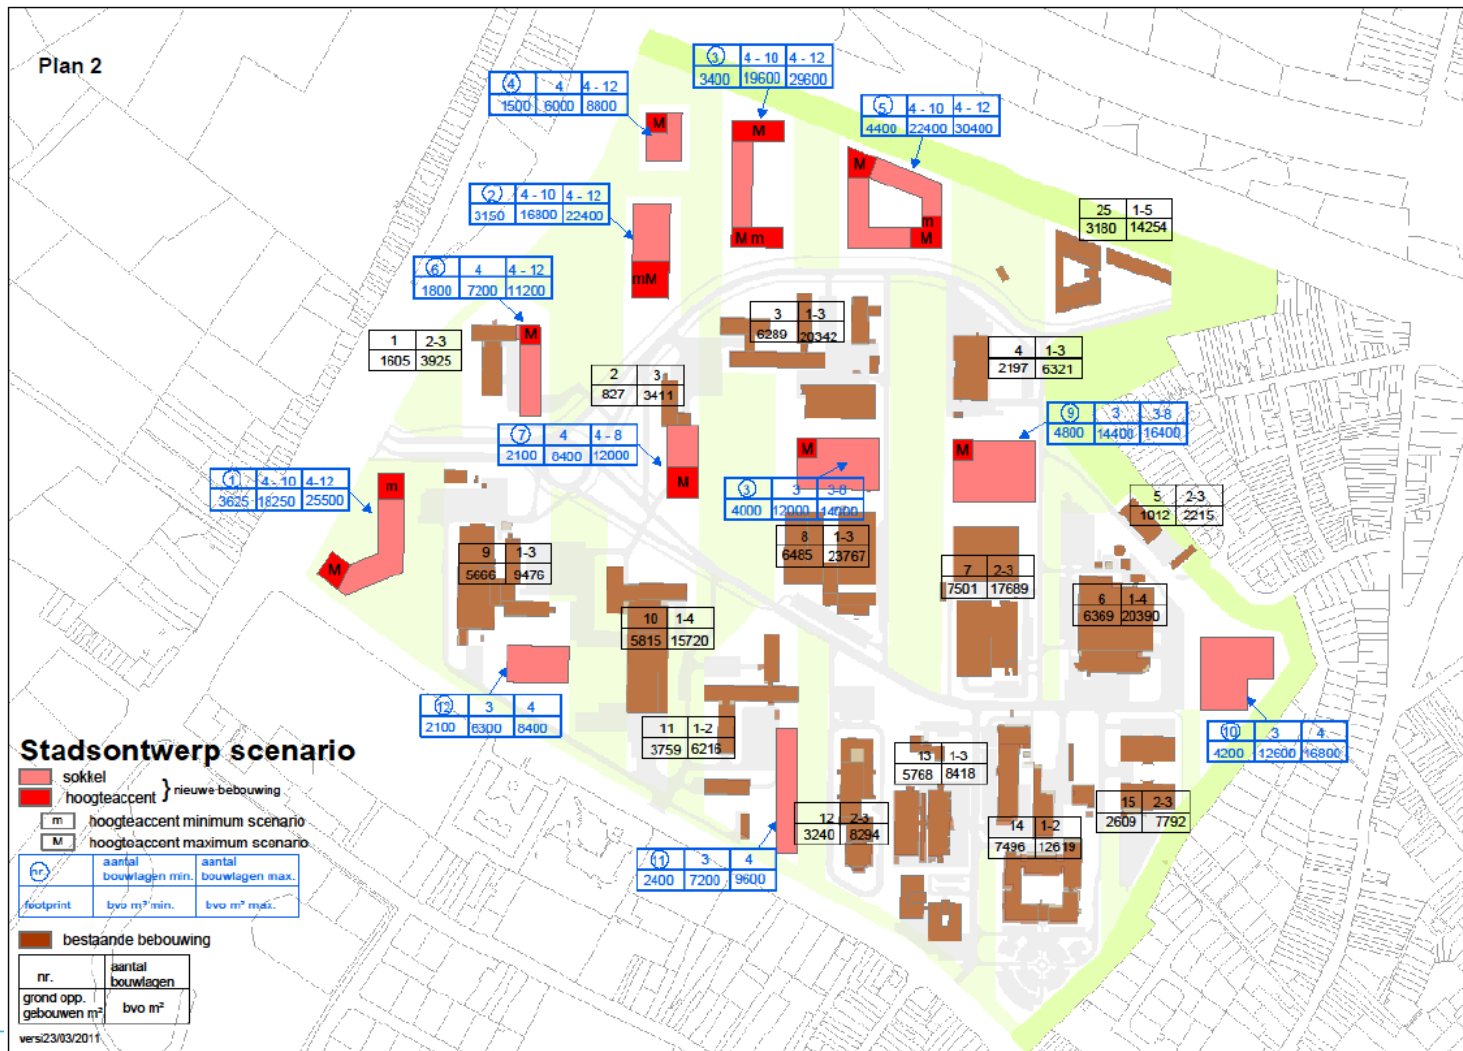 Plan 2
3 4 - 10 4 - 12
3400 19600 29600
4 4 4 - 12
1500 6000 8800
5 4 - 10 4 - 12
4400 22400 30400
M
M
M
2 4 - 10 4 - 12
3150 16800 22400
25 1-5
3180 14254
m
M m
M
6 4 4 - 12
1800 7200 11200
mM
3 1-3
6289 20342
1 2-3
1605 3925
M
4 1-3
2197 6321
2 3
827 3411
9 3 3-8
4800 14400 16400
7 4 4 - 8
2100 8400 12000
M
M
1 4 - 10 4-12
3625 18250 25500
m
M
3 3 3-8
4000 12000 14000
5 2-3
1012 2215
8 1-3
6485 23767
9 1-3
5666 9476
M
7 2-3
7501 17689
6 1-4
6369 20390
10 1-4
5815 15720
12 3 4
2100 6300 8400
11 1-2
3759 6216
10 3 4
4200 12600 16800
Stadsontwerp scenario
sokkel
hoogteaccent } nieuwe bebouwing
m hoogteaccent minimum scenario
M hoogteaccent maximum scenario
13 1-3
5768 8418
12 2-3
3240 8294
14 1-2
7496 12619
15 2-3
2609 7792
11 3 4
2400 7200 9600
nr. aantal bouwlagen min. aantal bouwlagen max.
footprint bvo m² min. bvo m² max.
bestaande bebouwing
nr. aantal bouwlagen
grond opp. gebouwen m² bvo m²
versi23/03/2011